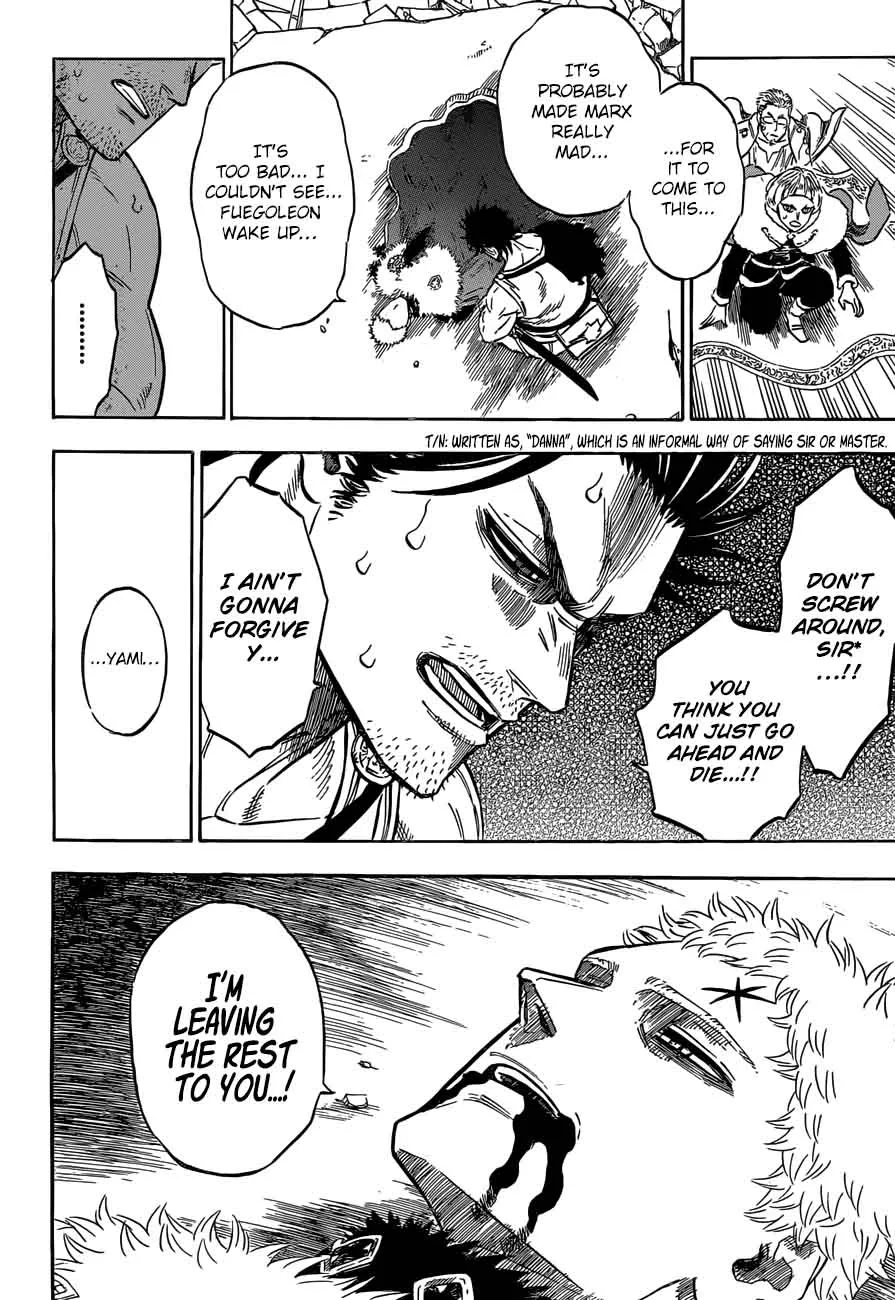 ...FOR
IT TO
COME TO
THIS...
IT'S
PROBABLY
MADE MARX
REALLY
MAD...
IT'S
TOO BAD... I
COULDN'T SEE...
FUEGOLEON
WAKE UP...
........
T/N: WRITTEN AS, "DANNA", WHICH IS AN INFORMAL WAY OF SAYING SIR OR MASTER.
DON'T
SCREW
AROUND,
SIR*
...!!
YOU
THINK YOU
CAN JUST GO
AHEAD AND
DIE...!!
I AIN'T
GONNA
FORGIVE
Y...
...YAMI...
I'M
LEAVING
THE REST
TO YOU...!